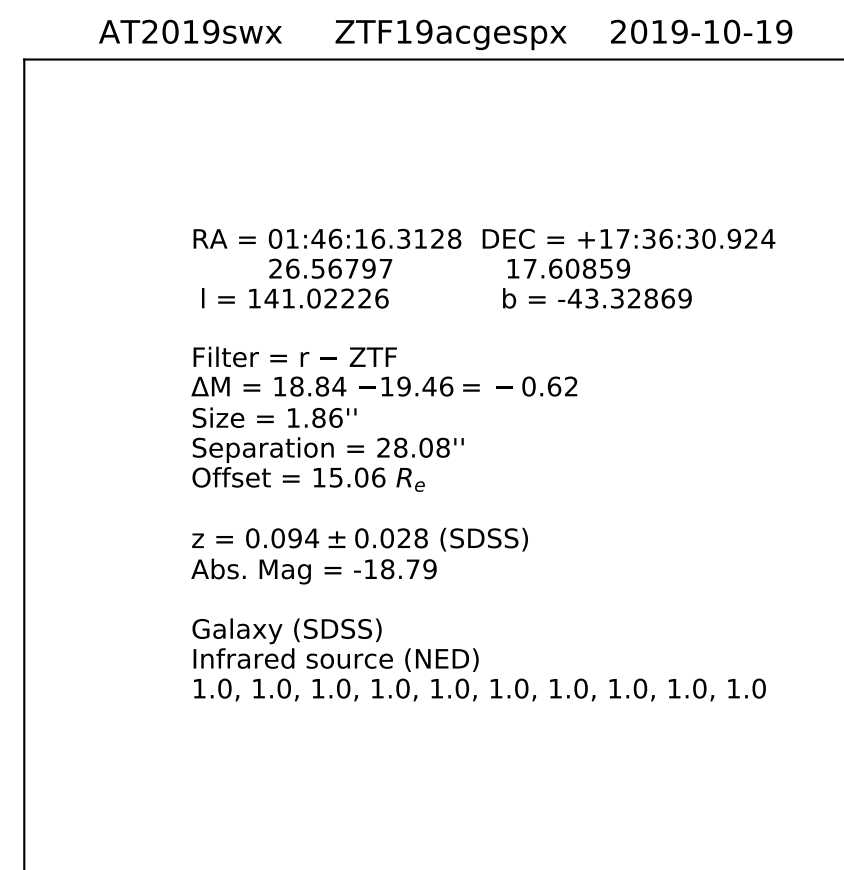 AT2019swx ZTF19acgespx 2019-10-19
RA = 01:46:16.3128 DEC = +17:36:30.924
26.56797 17.60859
l = 141.02226 b = -43.32869
Filter = r − ZTF
ΔM = 18.84 −19.46 = − 0.62
Size = 1.86''
Separation = 28.08''
Offset = 15.06 Re
z = 0.094 ± 0.028 (SDSS)
Abs. Mag = -18.79
Galaxy (SDSS)
Infrared source (NED)
1.0, 1.0, 1.0, 1.0, 1.0, 1.0, 1.0, 1.0, 1.0, 1.0